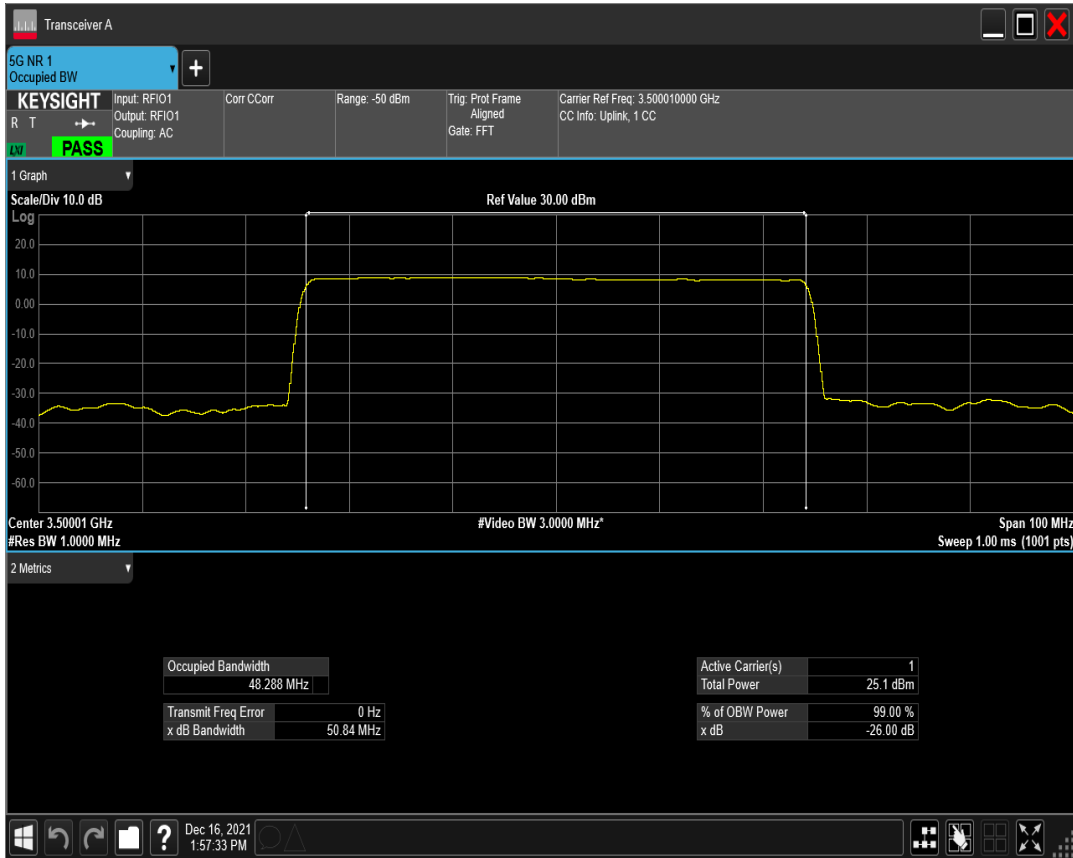 Transceiver A
5G NR 1
Occupied BW
+
KEYSIGHT
R T
LXI
PASS
Input: RFIO1
Output: RFIO1
Coupling: AC
Corr CCorr
Range: -50 dBm
Trig: Prot Frame
Aligned
Gate: FFT
Carrier Ref Freq: 3.500010000 GHz
CC Info: Uplink, 1 CC
1 Graph
Scale/Div 10.0 dB
Ref Value 30.00 dBm
Log
20.0
10.0
0.00
-10.0
-20.0
-30.0
-40.0
-50.0
-60.0
Center 3.50001 GHz
#Video BW 3.0000 MHz*
Span 100 MHz
#Res BW 1.0000 MHz
Sweep 1.00 ms (1001 pts)
2 Metrics
Occupied Bandwidth
48.288 MHz
Transmit Freq Error 0 Hz
x dB Bandwidth 50.84 MHz
Active Carrier(s) 1
Total Power 25.1 dBm
% of OBW Power 99.00 %
x dB -26.00 dB
?
Dec 16, 2021
1:57:33 PM